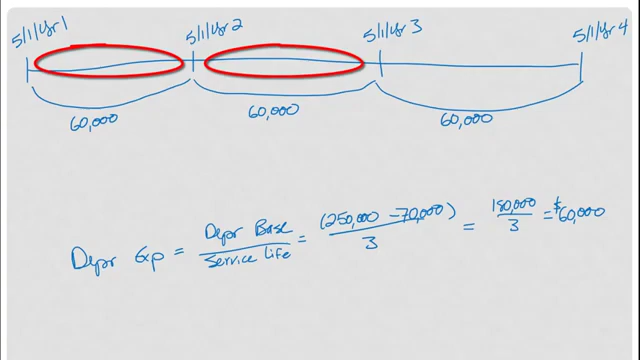 5/1/yr 1 5/1/yr 2 5/1/yr 3 5/1/yr 4
60,000 60,000 60,000
Depr Exp = Depr Base / Service Life = (250,000 - 70,000) / 3 = 180,000 / 3 = $60,000